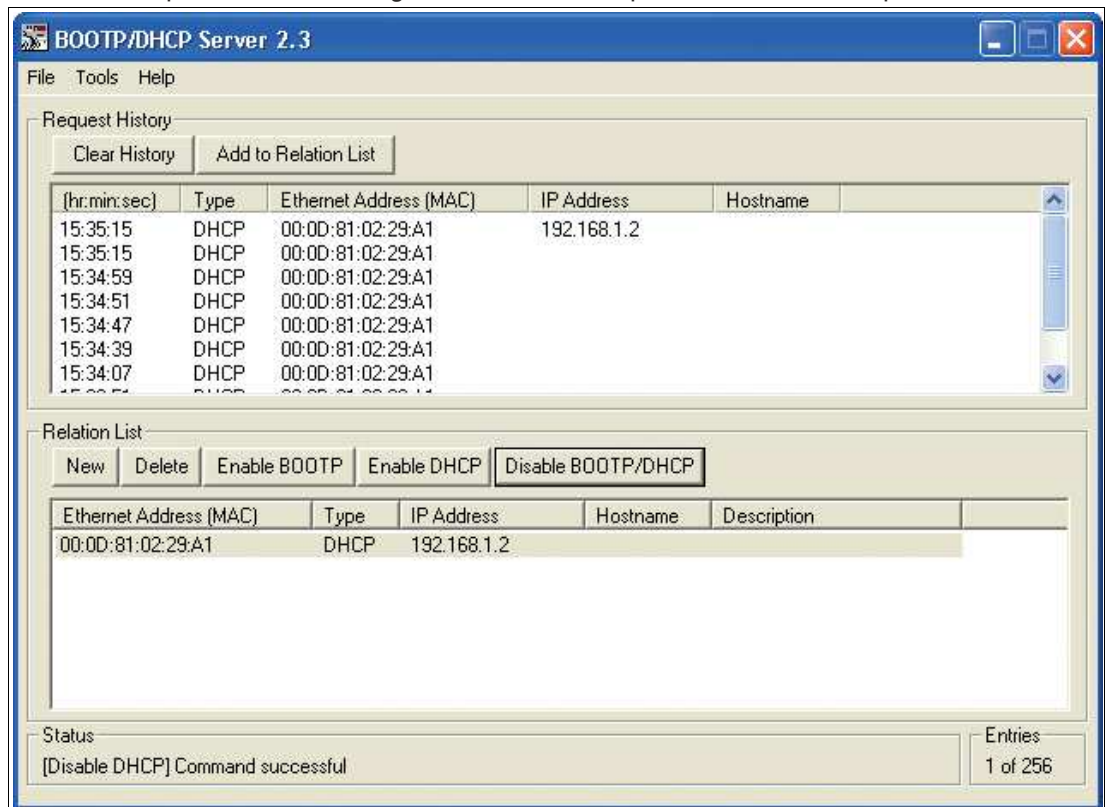 BOOTP/DHCP Server 2.3
File Tools Help
Request History
Clear History Add to Relation List
(hr:min:sec) Type Ethernet Address (MAC) IP Address Hostname
15:35:15 DHCP 00:0D:81:02:29:A1 192.168.1.2
15:35:15 DHCP 00:0D:81:02:29:A1
15:34:59 DHCP 00:0D:81:02:29:A1
15:34:51 DHCP 00:0D:81:02:29:A1
15:34:47 DHCP 00:0D:81:02:29:A1
15:34:39 DHCP 00:0D:81:02:29:A1
15:34:07 DHCP 00:0D:81:02:29:A1
Relation List
New Delete Enable BOOTP Enable DHCP Disable BOOTP/DHCP
Ethernet Address (MAC) Type IP Address Hostname Description
00:0D:81:02:29:A1 DHCP 192.168.1.2
Status
[Disable DHCP] Command successful
Entries
1 of 256